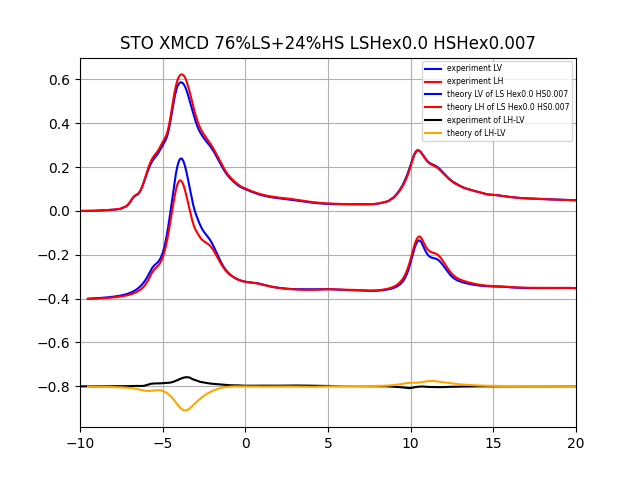 STO XMCD 76%LS+24%HS LSHex0.0 HSHex0.007
experiment LV
experiment LH
theory LV of LS Hex0.0 HS0.007
theory LH of LS Hex0.0 HS0.007
experiment of LH-LV
theory of LH-LV
0.6
0.4
0.2
0.0
−0.2
−0.4
−0.6
−0.8
−10 −5 0 5 10 15 20